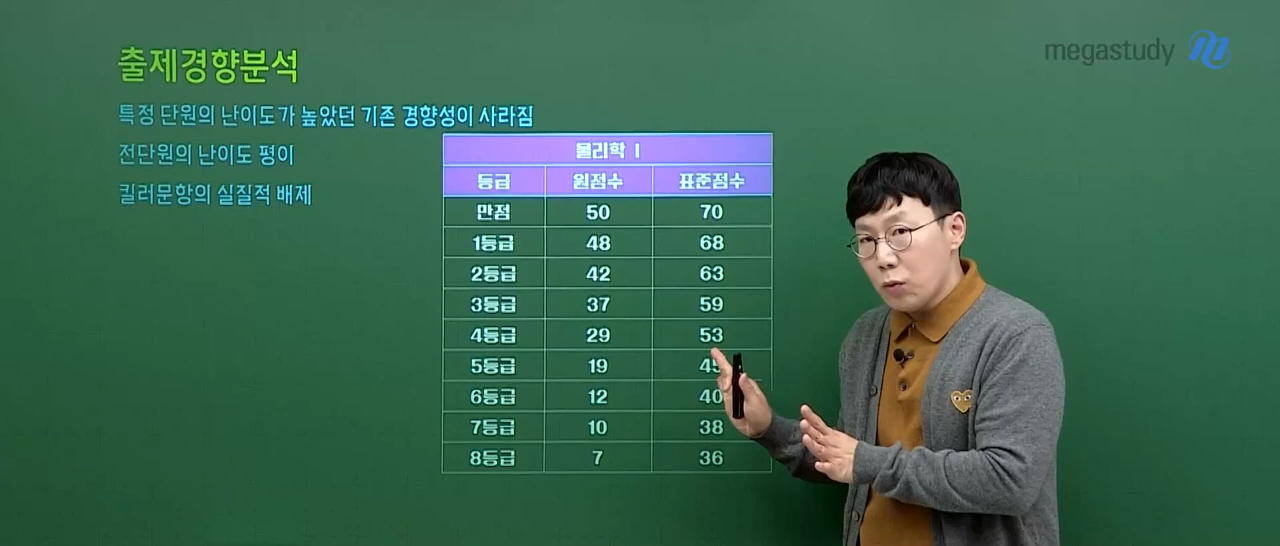 megastudy
출제경향분석
특정 단원의 난이도가 높았던 기존 경향성이 사라짐
전단원의 난이도 평이
킬러문항의 실질적 배제
물리학 I
등급 원점수 표준점수
만점 50 70
1등급 48 68
2등급 42 63
3등급 37 59
4등급 29 53
5등급 19 45
6등급 12 40
7등급 10 38
8등급 7 36